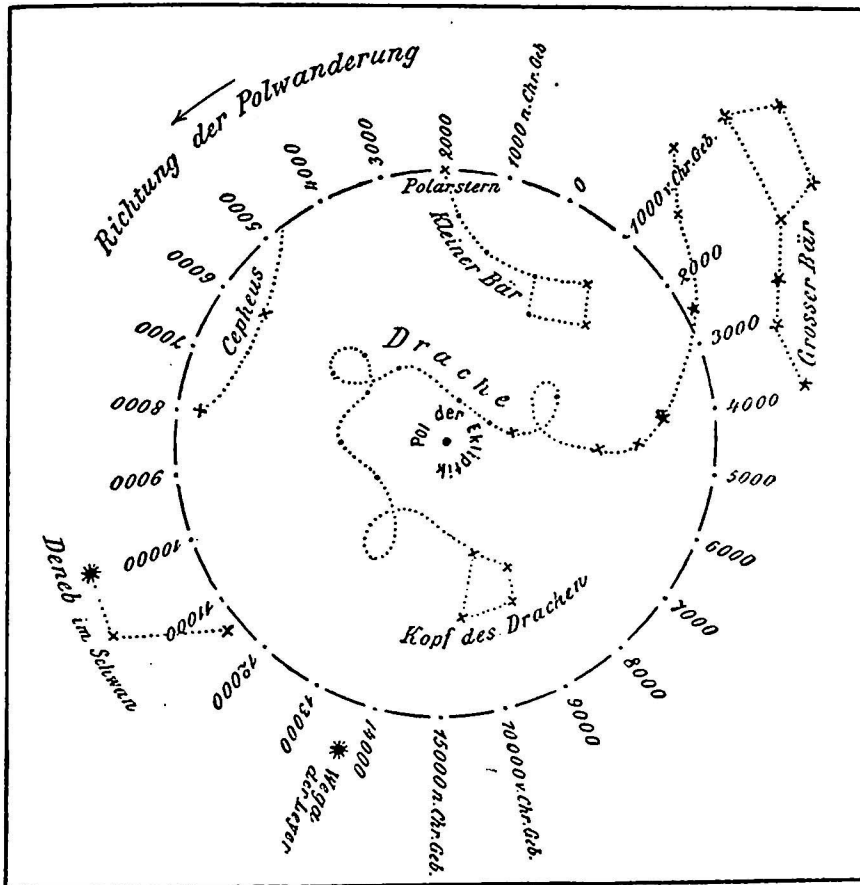 Richtung der Polwanderung
1000 n. Chr. Geb.
2000
3000
4000
5000
6000
7000
8000
9000
10000
11000
12000
13000
14000
15000 n. Chr. Geb.
10000 v. Chr. Geb.
9000
8000
7000
6000
5000
4000
3000
2000
1000 v. Chr. Geb.
0
Polarstern
Kleiner Bär
Grosser Bär
Cepheus
Drache
Pol der Ekliptik
Kopf des Drachen
Deneb im Schwan
Wega,
der Leyer